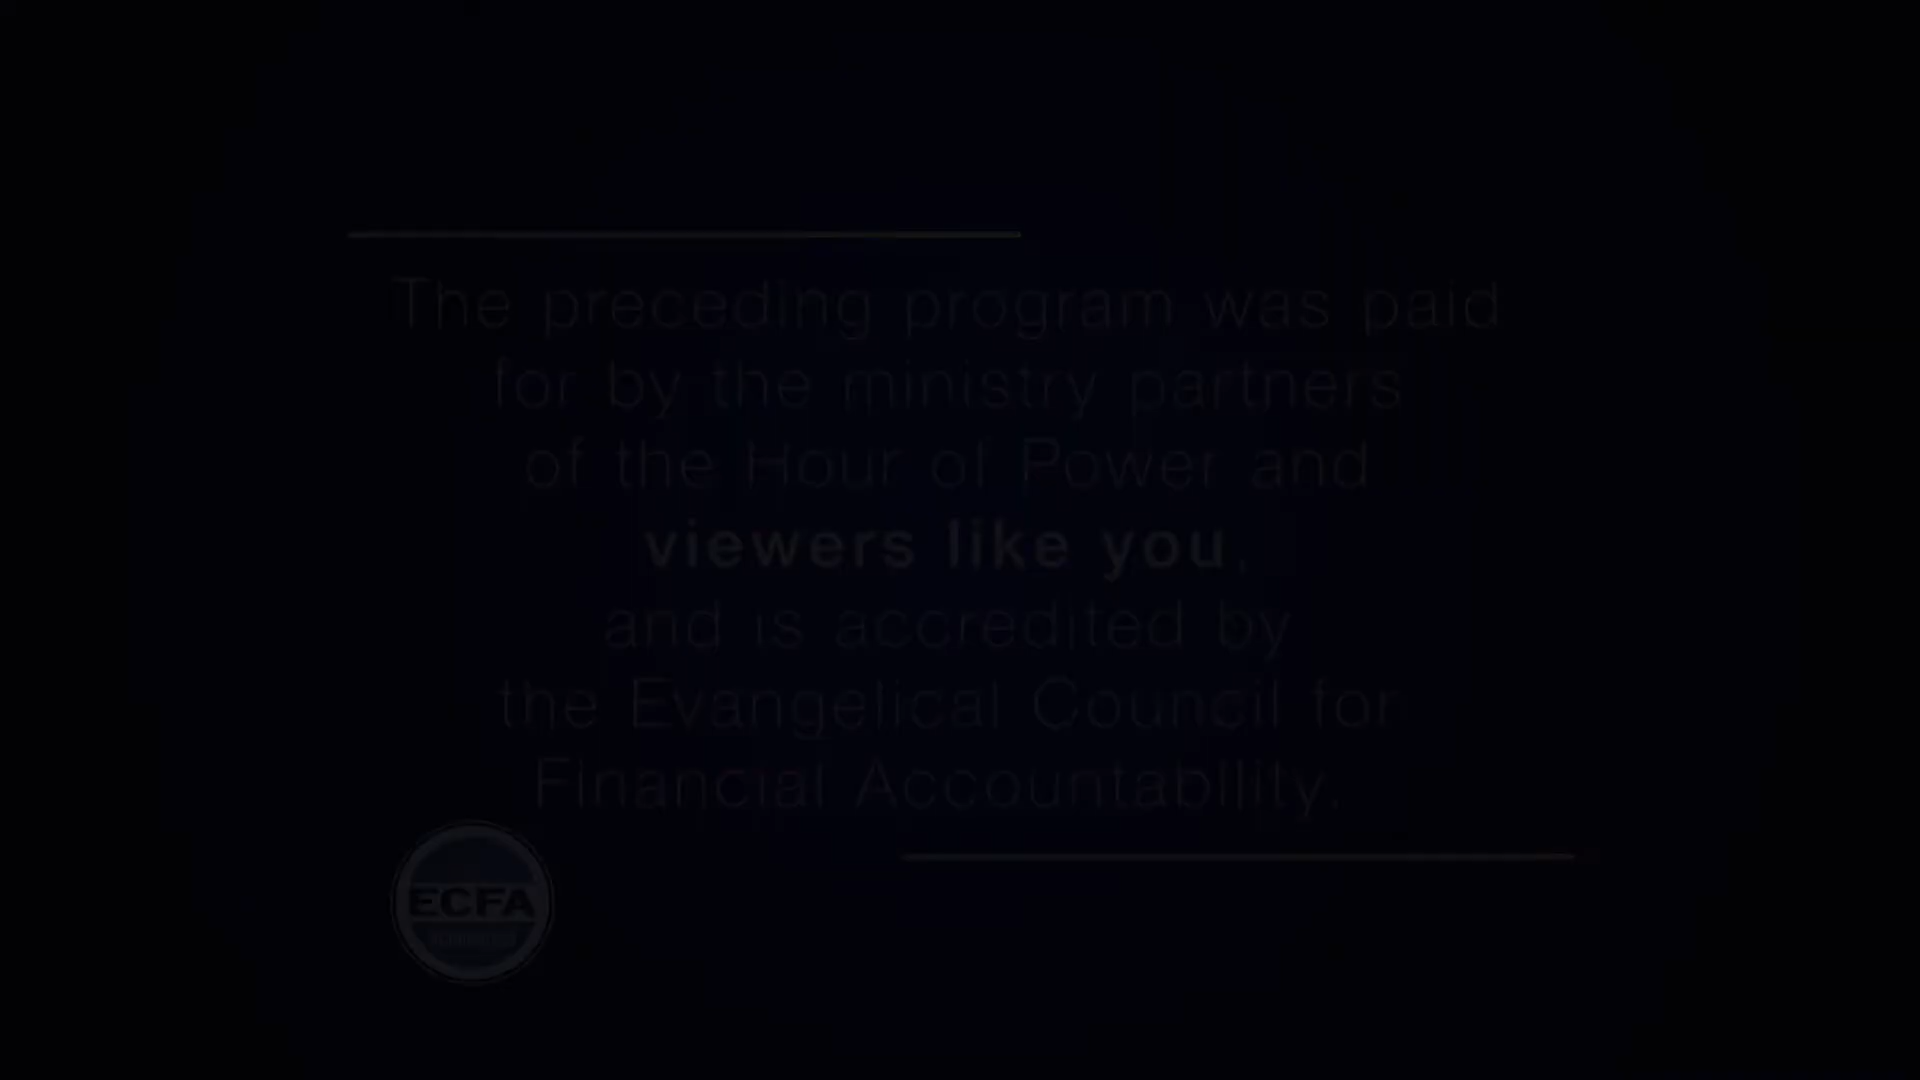 The preceding program was paid
for by the ministry partners
of the Hour of Power and
viewers like you,
and is accredited by
the Evangelical Council for
Financial Accountability.
ECFA